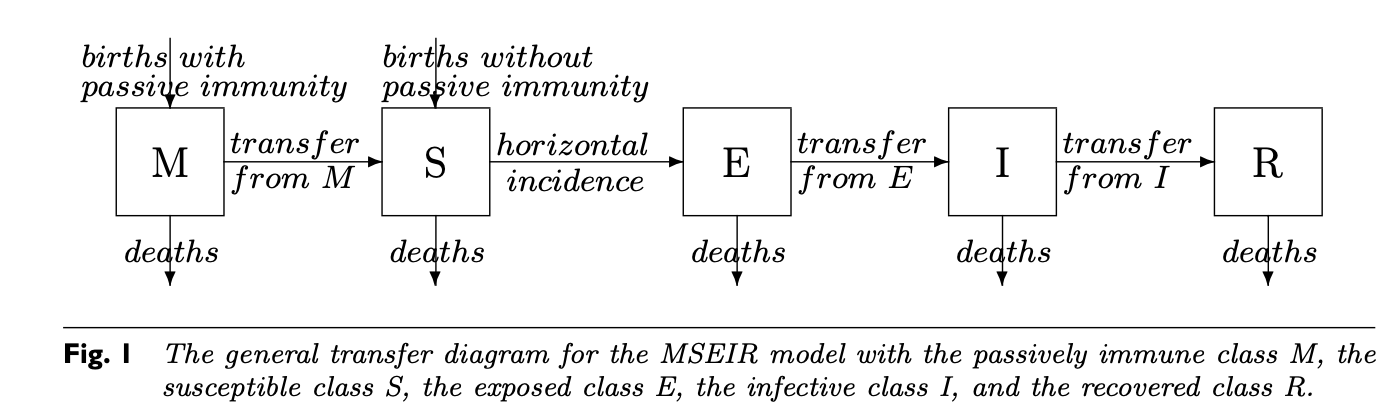 births with
passive immunity
births without
passive immunity
M
transfer
from M
S
horizontal
incidence
E
transfer
from E
I
transfer
from I
R
deaths
deaths
deaths
deaths
deaths
Fig. 1 The general transfer diagram for the MSEIR model with the passively immune class M, the
susceptible class S, the exposed class E, the infective class I, and the recovered class R.